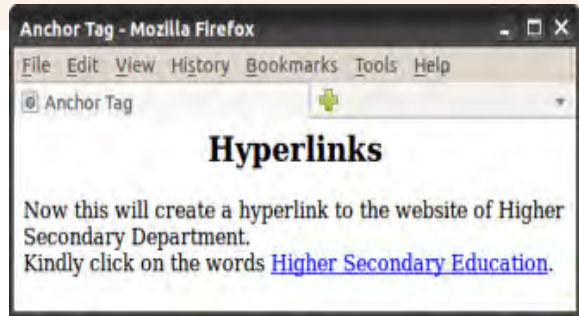 Anchor Tag - Mozilla Firefox
File Edit View History Bookmarks Tools Help
Anchor Tag
Hyperlinks
Now this will create a hyperlink to the website of Higher
Secondary Department.
Kindly click on the words Higher Secondary Education.